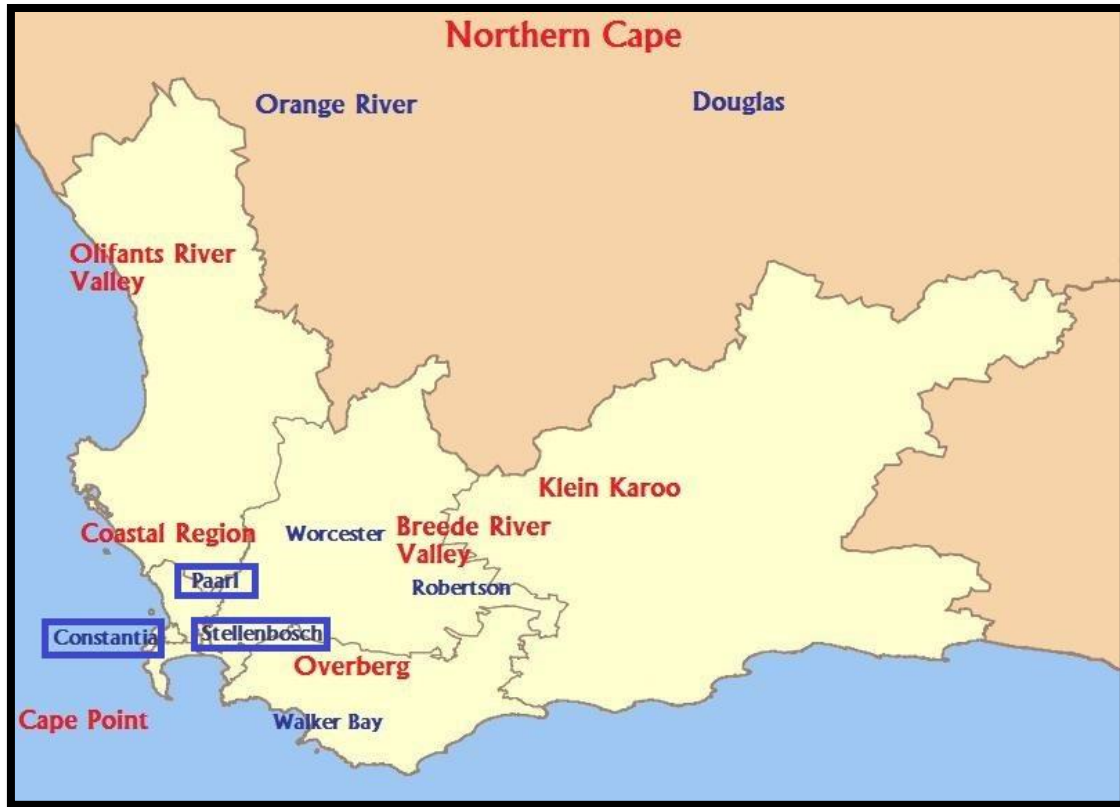 Northern Cape
Orange River
Douglas
Olifants River
Valley
Klein Karoo
Coastal Region
Worcester
Breede River
Valley
Paarl
Robertson
Constantia
Stellenbosch
Overberg
Cape Point
Walker Bay